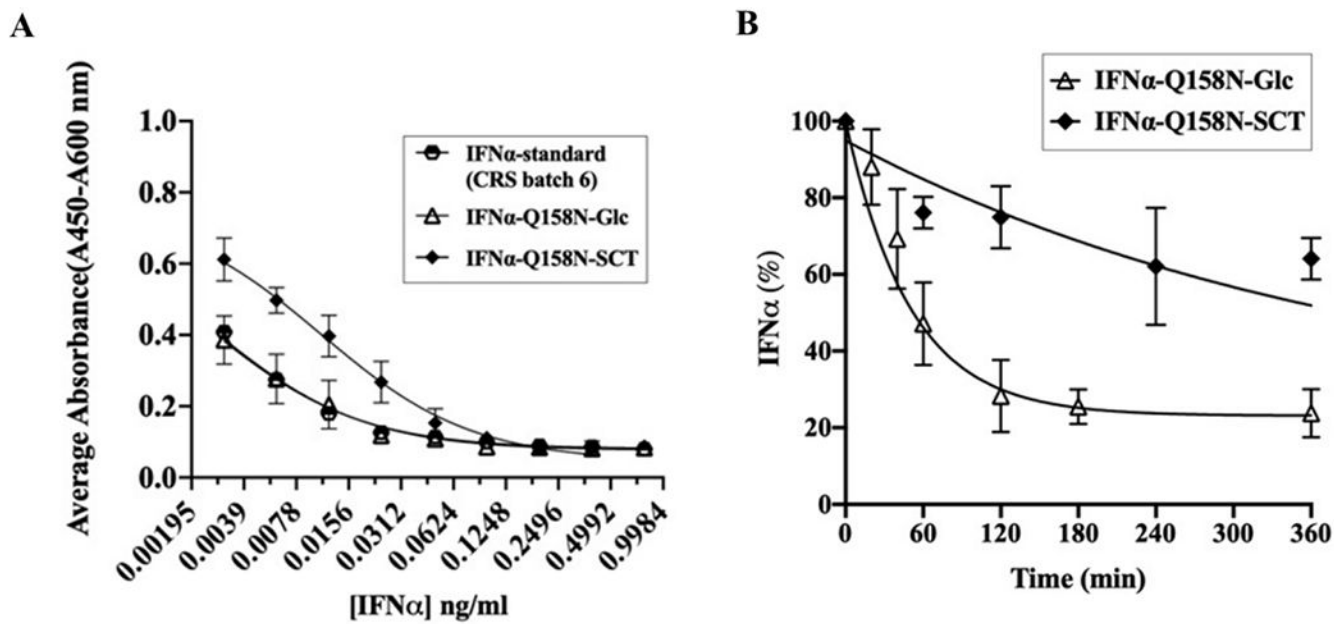 A
Average Absorbance(A450-A600 nm)
1.0
0.8
0.6
0.4
0.2
0.0
IFNα-standard
(CRS batch 6)
IFNα-Q158N-Glc
IFNα-Q158N-SCT
0.00195
0.0039
0.0078
0.0156
0.0312
0.0624
0.1248
0.2496
0.4992
0.9984
[IFNα] ng/ml
B
IFNα-Q158N-Glc
IFNα-Q158N-SCT
IFNα (%)
100
80
60
40
20
0
0
60
120
180
240
300
360
Time (min)